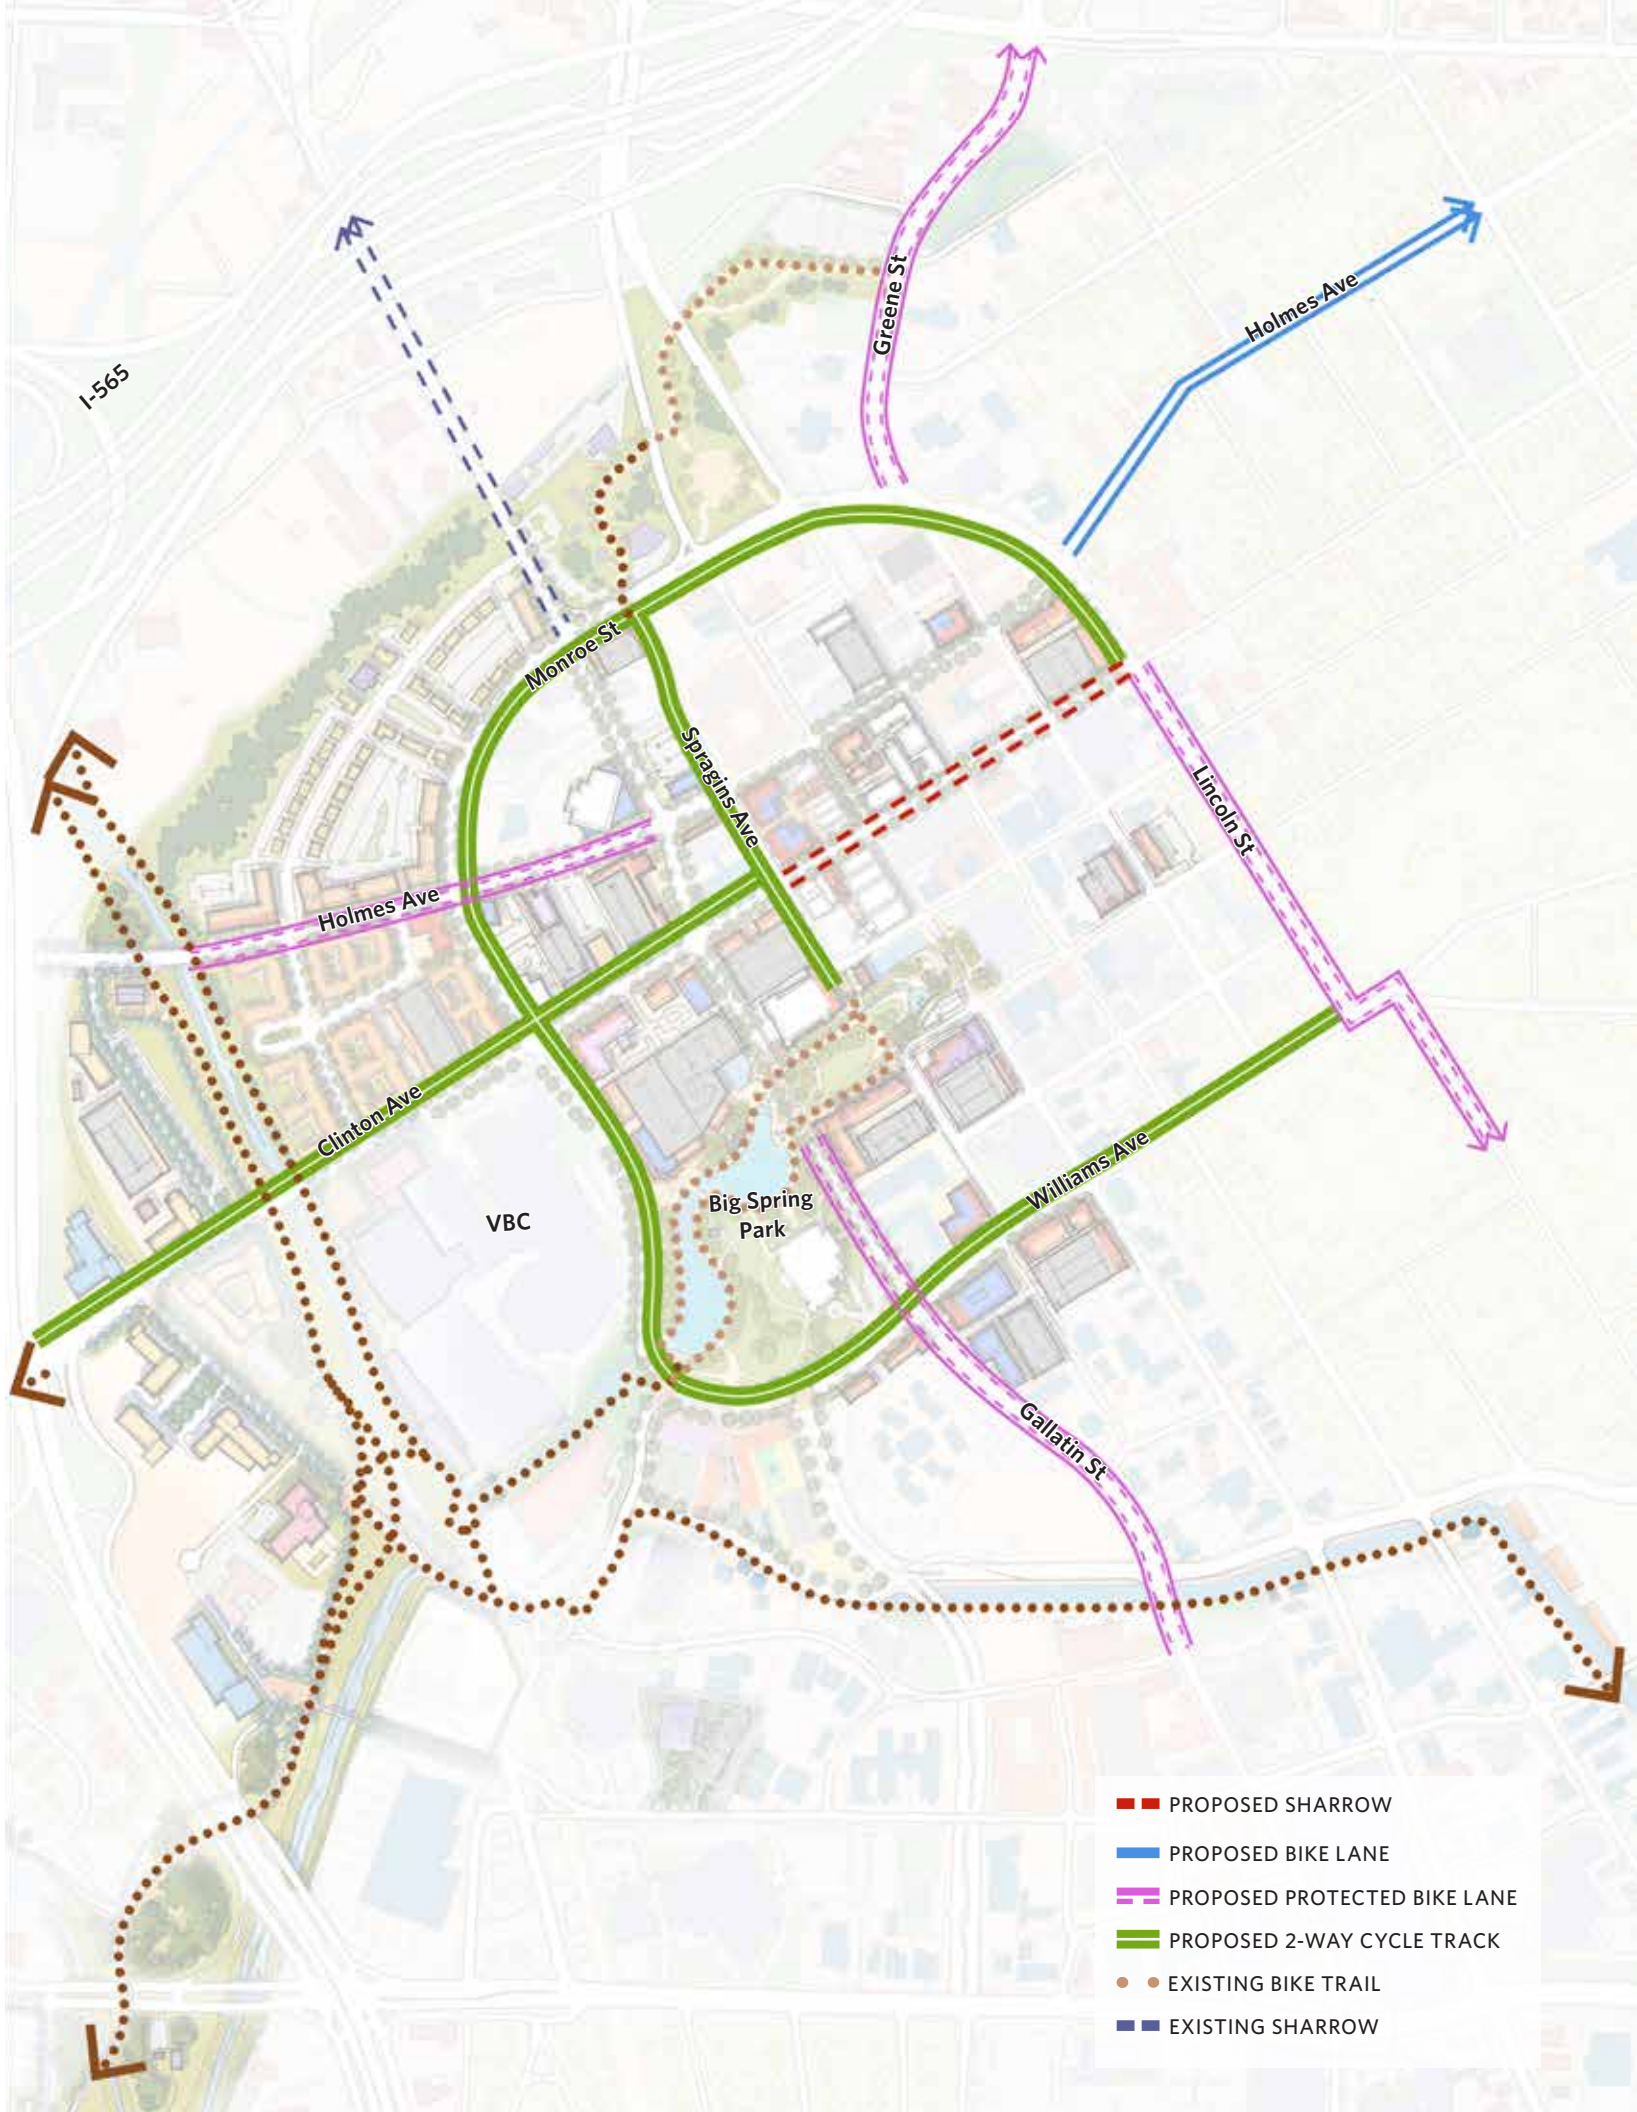 Greene St
Holmes Ave
I-565
Monroe St
Spragins Ave
Lincoln St
Holmes Ave
Clinton Ave
Williams Ave
Big Spring
Park
VBC
Gallatin St
PROPOSED SHARROW
PROPOSED BIKE LANE
PROPOSED PROTECTED BIKE LANE
PROPOSED 2-WAY CYCLE TRACK
EXISTING BIKE TRAIL
EXISTING SHARROW